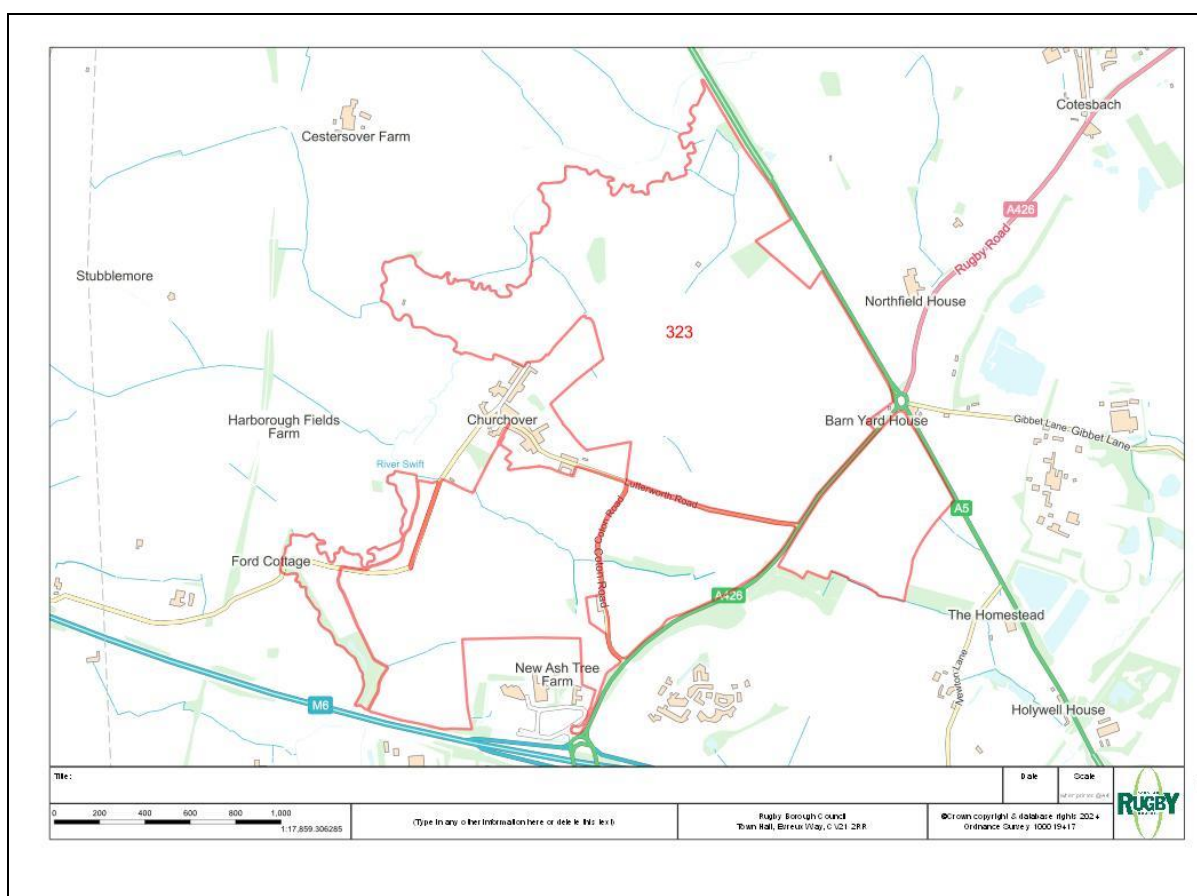 Cotesbach
Cestersover Farm
A426
Rugby Road
Stubblemore
Northfield House
323
Churchover
Barn Yard House
Gibbet Lane
Gibbet Lane
Harborough Fields
Farm
River Swift
Lutterworth Road
A5
Coton Road
Coton Road
Ford Cottage
A426
The Homestead
New Ash Tree
Farm
Newton Lane
M6
Holywell House
Title:
Date
Scale
0 200 400 600 800 1,000
1:17,859.306285
(Type in any other information here or delete this text)
Rugby Borough Council
Town Hall, Evreux Way, CV21 2RR
©Crown copyright & database rights 2024
Ordnance Survey 100019417
RUGBY